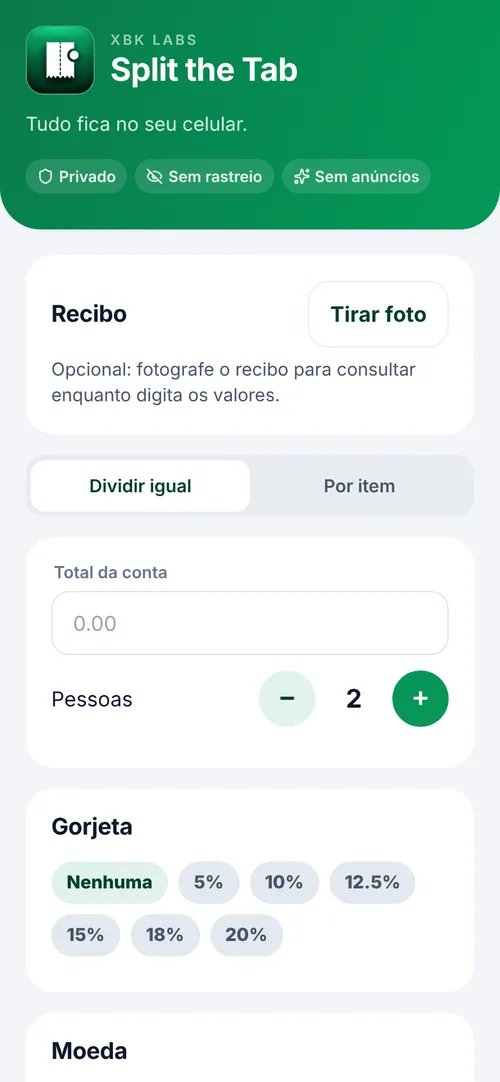 XBK LABS
Split the Tab
Tudo fica no seu celular.
Privado
Sem rastreio
Sem anúncios
Recibo
Tirar foto
Opcional: fotografe o recibo para consultar
enquanto digita os valores.
Dividir igual
Por item
Total da conta
0.00
Pessoas
−
2
+
Gorjeta
Nenhuma
5%
10%
12.5%
15%
18%
20%
Moeda